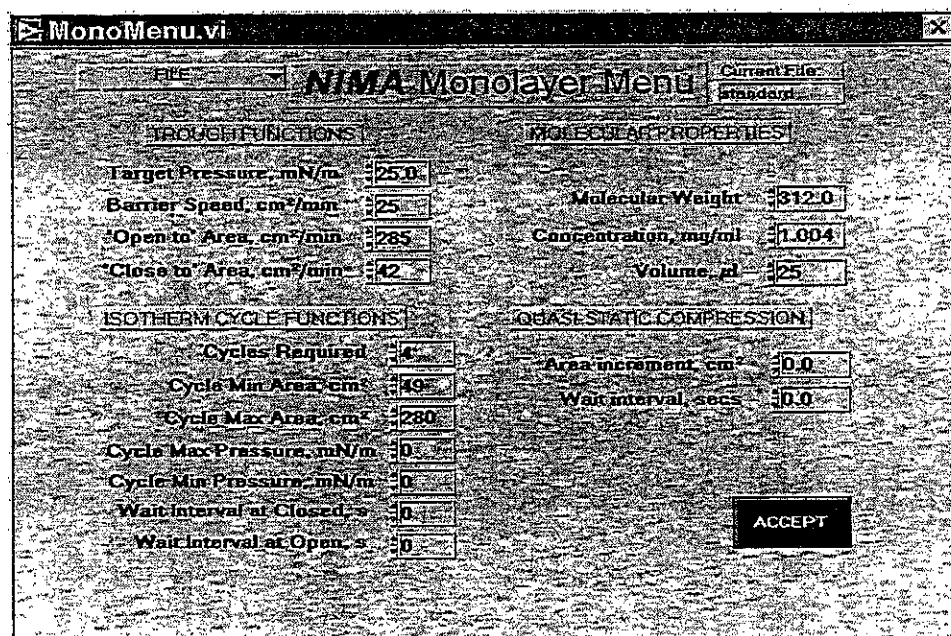 MonoMenu.vi
FILE
NIMA Monolayer Menu
Current File:
standard
TROUGH FUNCTIONS
Target Pressure, mN/m 25.0
Barrier Speed, cm²/min 25
"Open to" Area, cm²/min 285
"Close to" Area, cm²/min 42
MOLECULAR PROPERTIES
Molecular Weight 312.0
Concentration, mg/ml 1.004
Volume, µl 25
ISOTHERM CYCLE FUNCTIONS
Cycles Required 4
Cycle Min Area, cm² 49
Cycle Max Area, cm² 280
Cycle Max Pressure, mN/m 0
Cycle Min Pressure, mN/m 0
Wait Interval at Closed, s 0
Wait Interval at Open, s 0
QUASI-STATIC COMPRESSION
Area increment, cm² 0.0
Wait interval, secs 0.0
ACCEPT